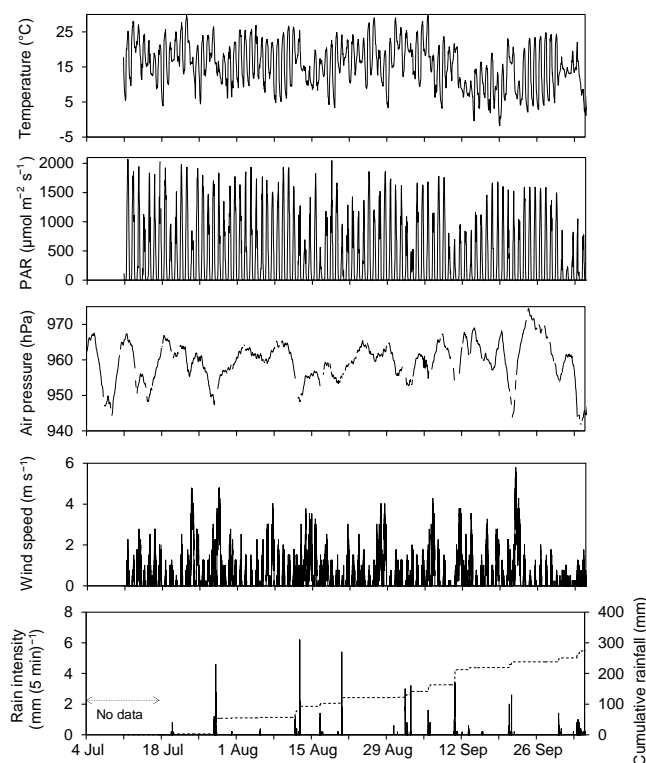 Temperature (°C)
25
15
5
-5
PAR (µmol m−2 s−1)
2000
1500
1000
500
0
Air pressure (hPa)
970
960
950
940
Wind speed (m s−1)
6
4
2
0
Rain intensity
(mm (5 min)−1)
8
6
4
2
0
No data
400
300
200
100
0
Cumulative rainfall (mm)
4 Jul
18 Jul
1 Aug
15 Aug
29 Aug
12 Sep
26 Sep